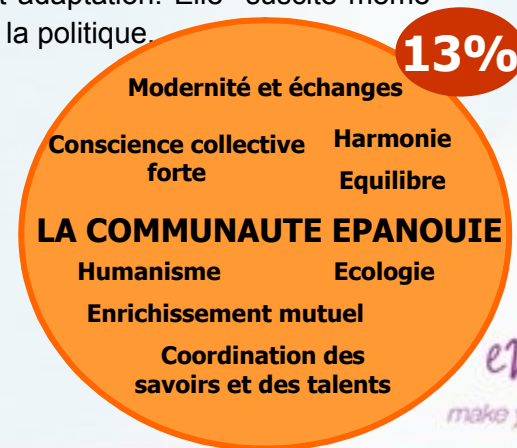 et adaptation. Elle suscite même
la politique.
13%
Modernité et échanges
Conscience collective
forte
Harmonie
Equilibre
LA COMMUNAUTE EPANOUIE
Humanisme
Ecologie
Enrichissement mutuel
Coordination des
savoirs et des talents
make